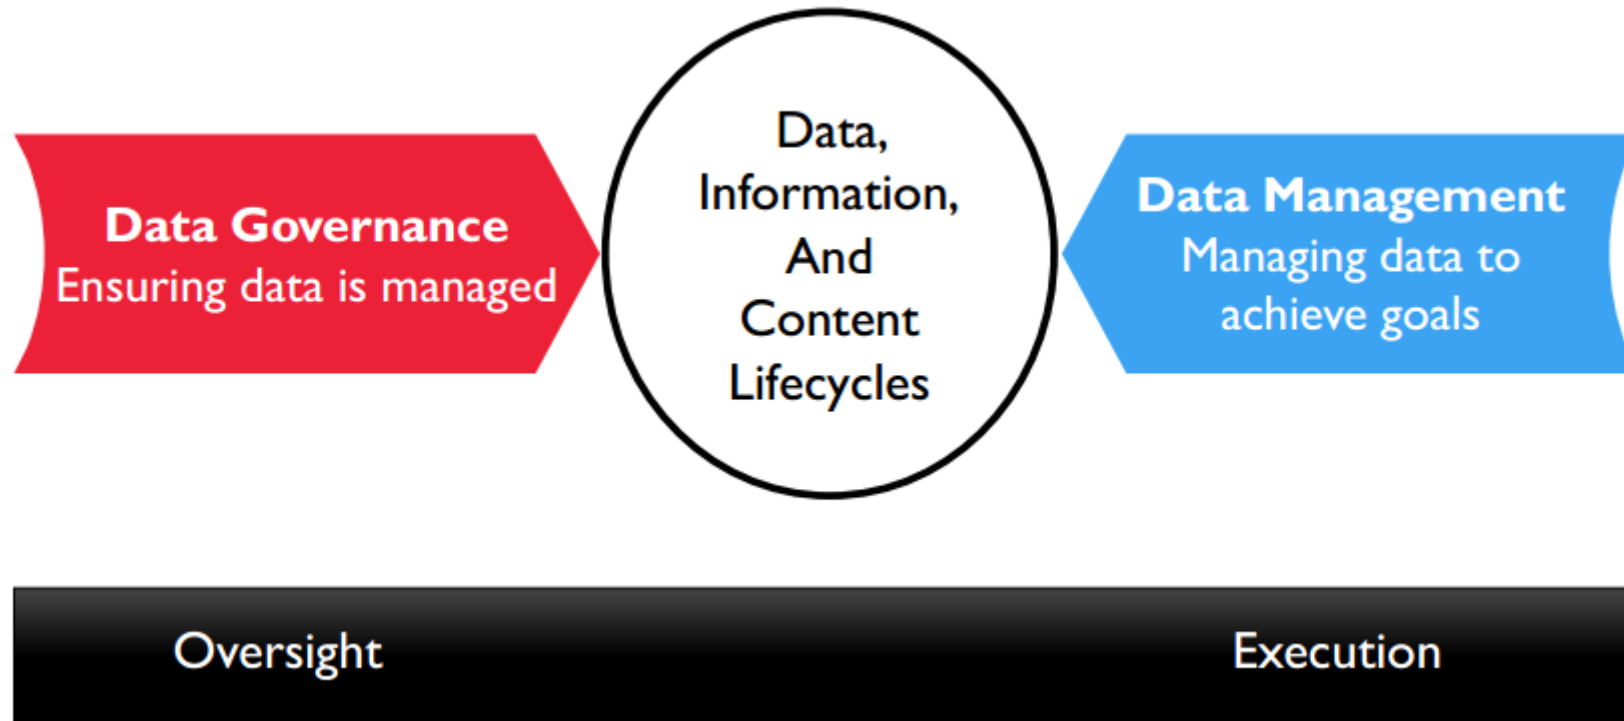 Data Governance
Ensuring data is managed
Data,
Information,
And
Content
Lifecycles
Data Management
Managing data to
achieve goals
Oversight
Execution